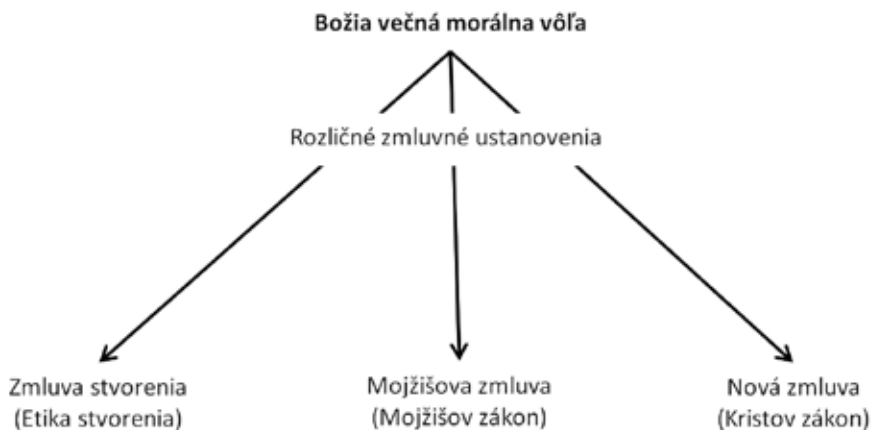 Božia večná morálna vôľa
Rozličné zmluvné ustanovenia
Zmluva stvorenia
(Etika stvorenia)
Mojžišova zmluva
(Mojžišov zákon)
Nová zmluva
(Kristov zákon)